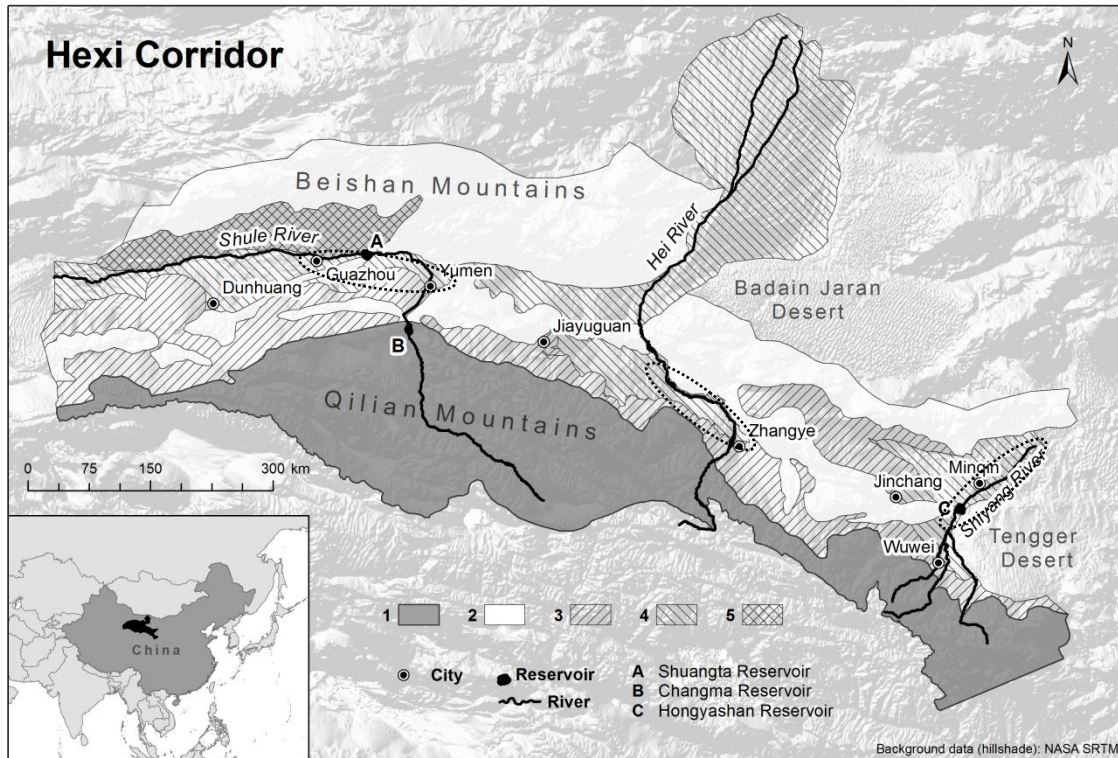 Hexi Corridor
N
Beishan Mountains
Shule River
A
Guazhou
Yumen
Dunhuang
B
Jiayuguan
Hei River
Badain Jaran
Desert
Qilian Mountains
Zhangye
Jinchang
Minqin
C
Shiyang River
Wuwei
Tengger
Desert
0 75 150 300 km
China
1 2 3 4 5
City Reservoir River
A Shuangta Reservoir
B Changma Reservoir
C Hongyashan Reservoir
Background data (hillshade): NASA SRTM